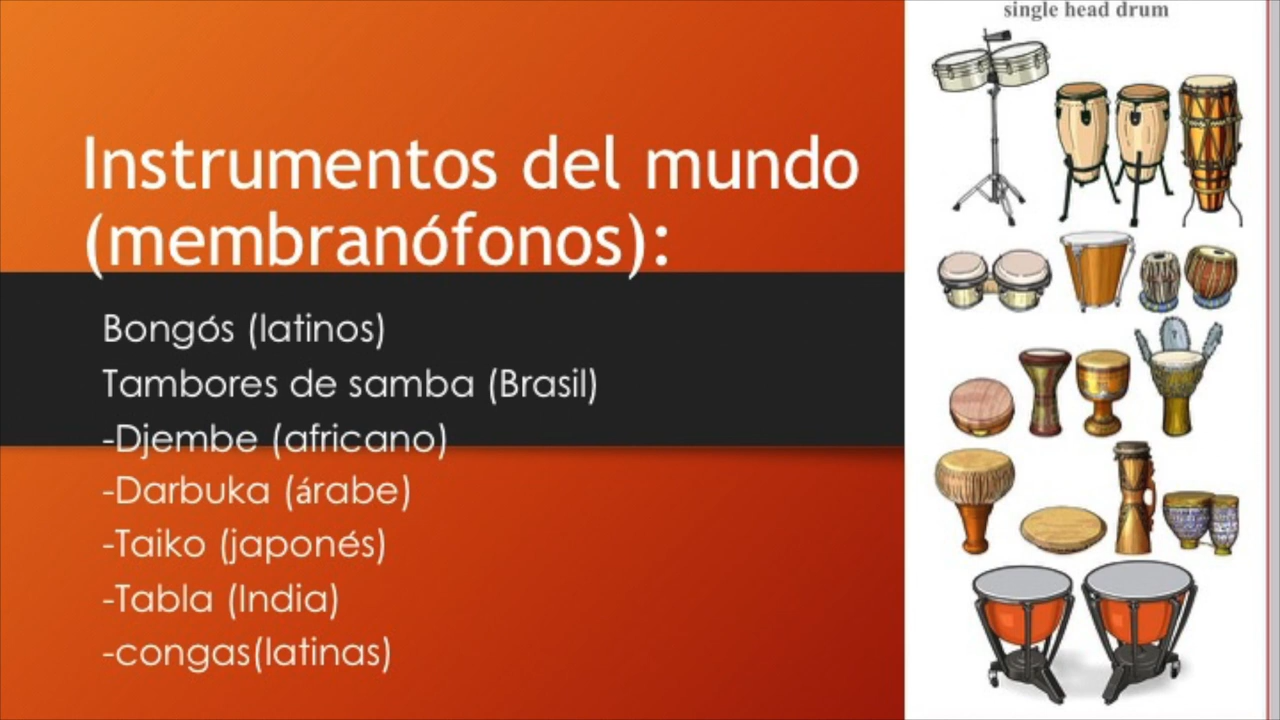 single head drum
Instrumentos del mundo
(membranófonos):
Bongós (latinos)
Tambores de samba (Brasil)
-Djembe (africano)
-Darbuka (árabe)
-Taiko (japonés)
-Tabla (India)
-congas(latinas)